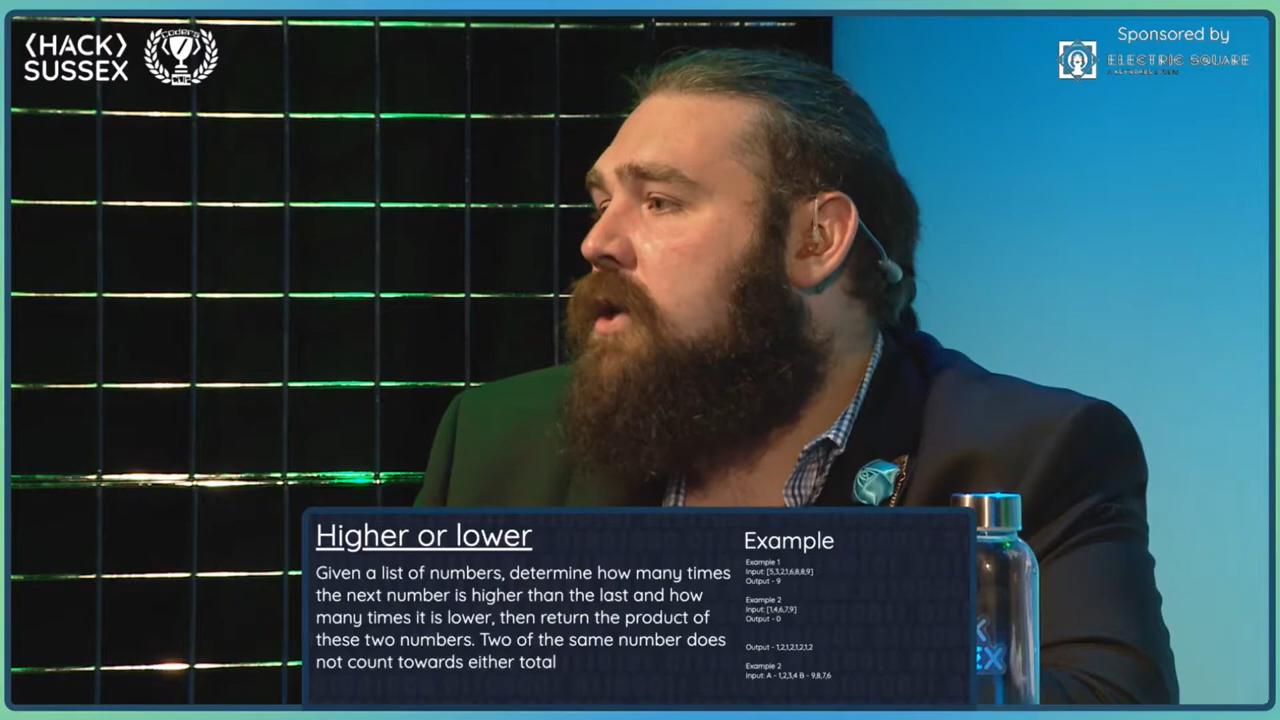 ⟨HACK⟩
SUSSEX
Coders
CUP
Sponsored by
ELECTRIC SQUARE
Higher or lower
Given a list of numbers, determine how many times
the next number is higher than the last and how
many times it is lower, then return the product of
these two numbers. Two of the same number does
not count towards either total
Example
Example 1
Input: [5,3,2,1,6,8,8,9]
Output - 9
Example 2
Input: [1,4,6,7,9]
Output - 0
Output - 1,2,1,2,1,2,1,2
Example 2
Input: A - 1,2,3,4 B - 9,8,7,6